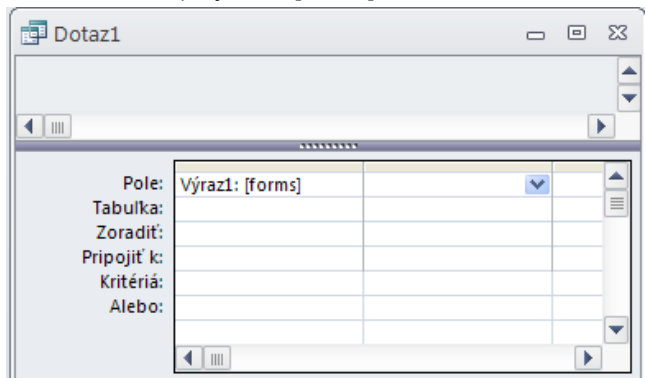 Dotaz1
Pole: Výraz1: [forms]
Tabuľka:
Zoradiť:
Pripojiť k:
Kritériá:
Alebo: